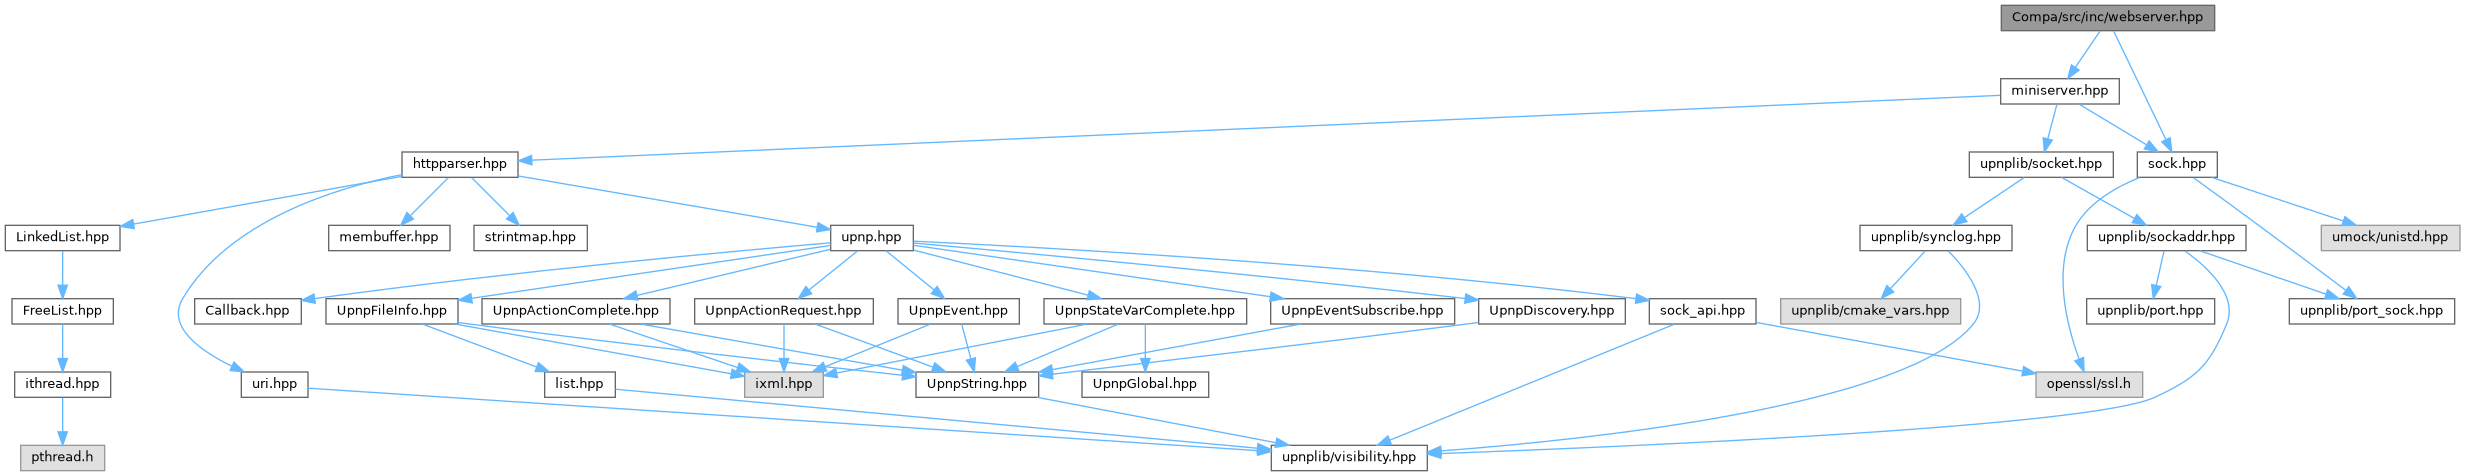 Compa/src/inc/webserver.hpp
miniserver.hpp
httpparser.hpp
upnplib/socket.hpp
sock.hpp
LinkedList.hpp
membuffer.hpp
strintmap.hpp
upnp.hpp
upnplib/synclog.hpp
upnplib/sockaddr.hpp
umock/unistd.hpp
FreeList.hpp
Callback.hpp
UpnpFileInfo.hpp
UpnpActionComplete.hpp
UpnpActionRequest.hpp
UpnpEvent.hpp
UpnpStateVarComplete.hpp
UpnpEventSubscribe.hpp
UpnpDiscovery.hpp
sock_api.hpp
upnplib/cmake_vars.hpp
upnplib/port.hpp
upnplib/port_sock.hpp
ithread.hpp
uri.hpp
list.hpp
ixml.hpp
UpnpString.hpp
UpnpGlobal.hpp
openssl/ssl.h
pthread.h
upnplib/visibility.hpp